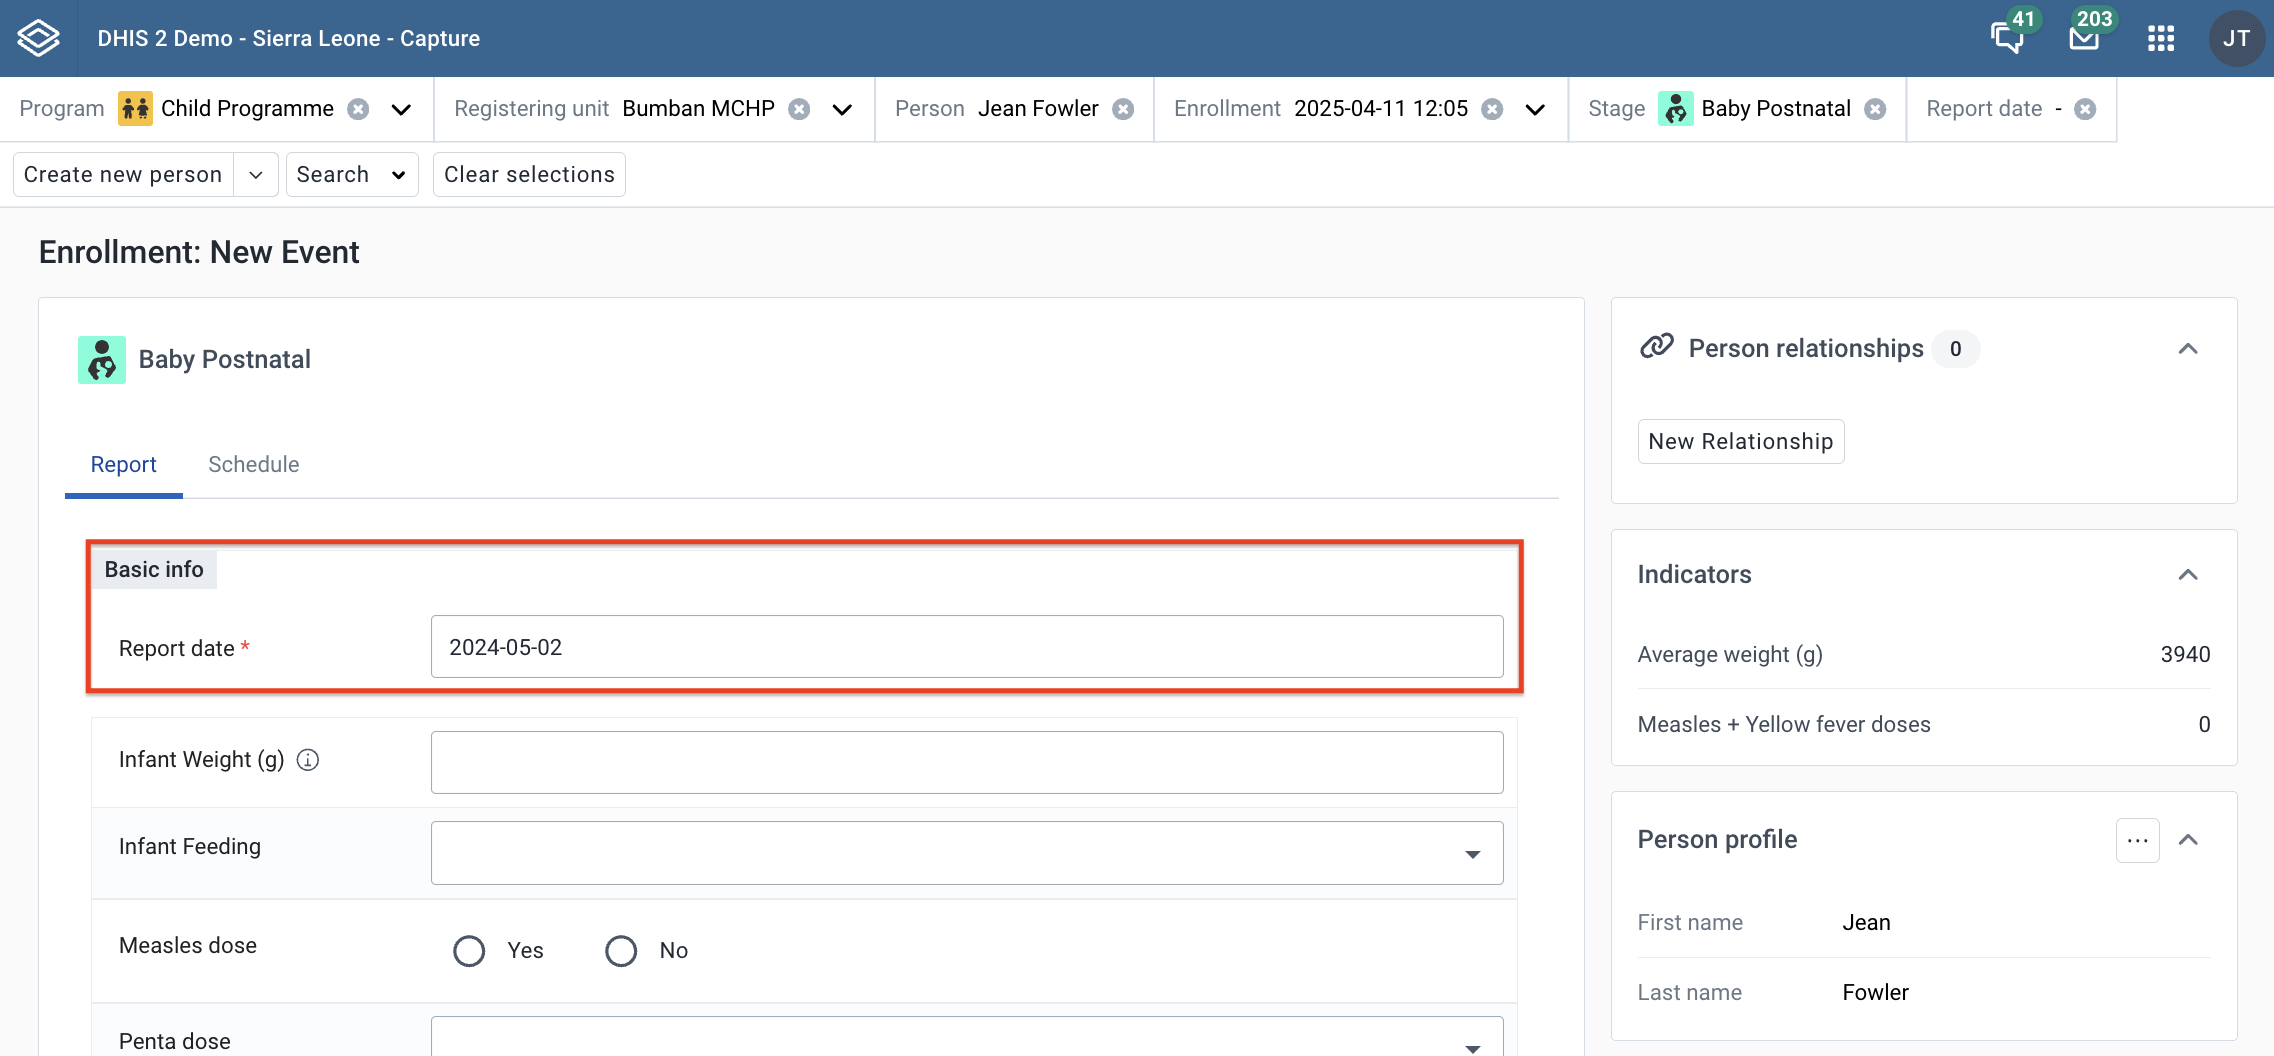 DHIS 2 Demo - Sierra Leone - Capture 41 203 JT
Program Child Programme Registering unit Bumban MCHP Person Jean Fowler Enrollment 2025-04-11 12:05 Stage Baby Postnatal Report date -
Create new person Search Clear selections
Enrollment: New Event
Baby Postnatal
Report Schedule
Basic info
Report date * 2024-05-02
Infant Weight (g)
Infant Feeding
Measles dose Yes No
Penta dose
Person relationships 0
New Relationship
Indicators
Average weight (g) 3940
Measles + Yellow fever doses 0
Person profile ...
First name Jean
Last name Fowler